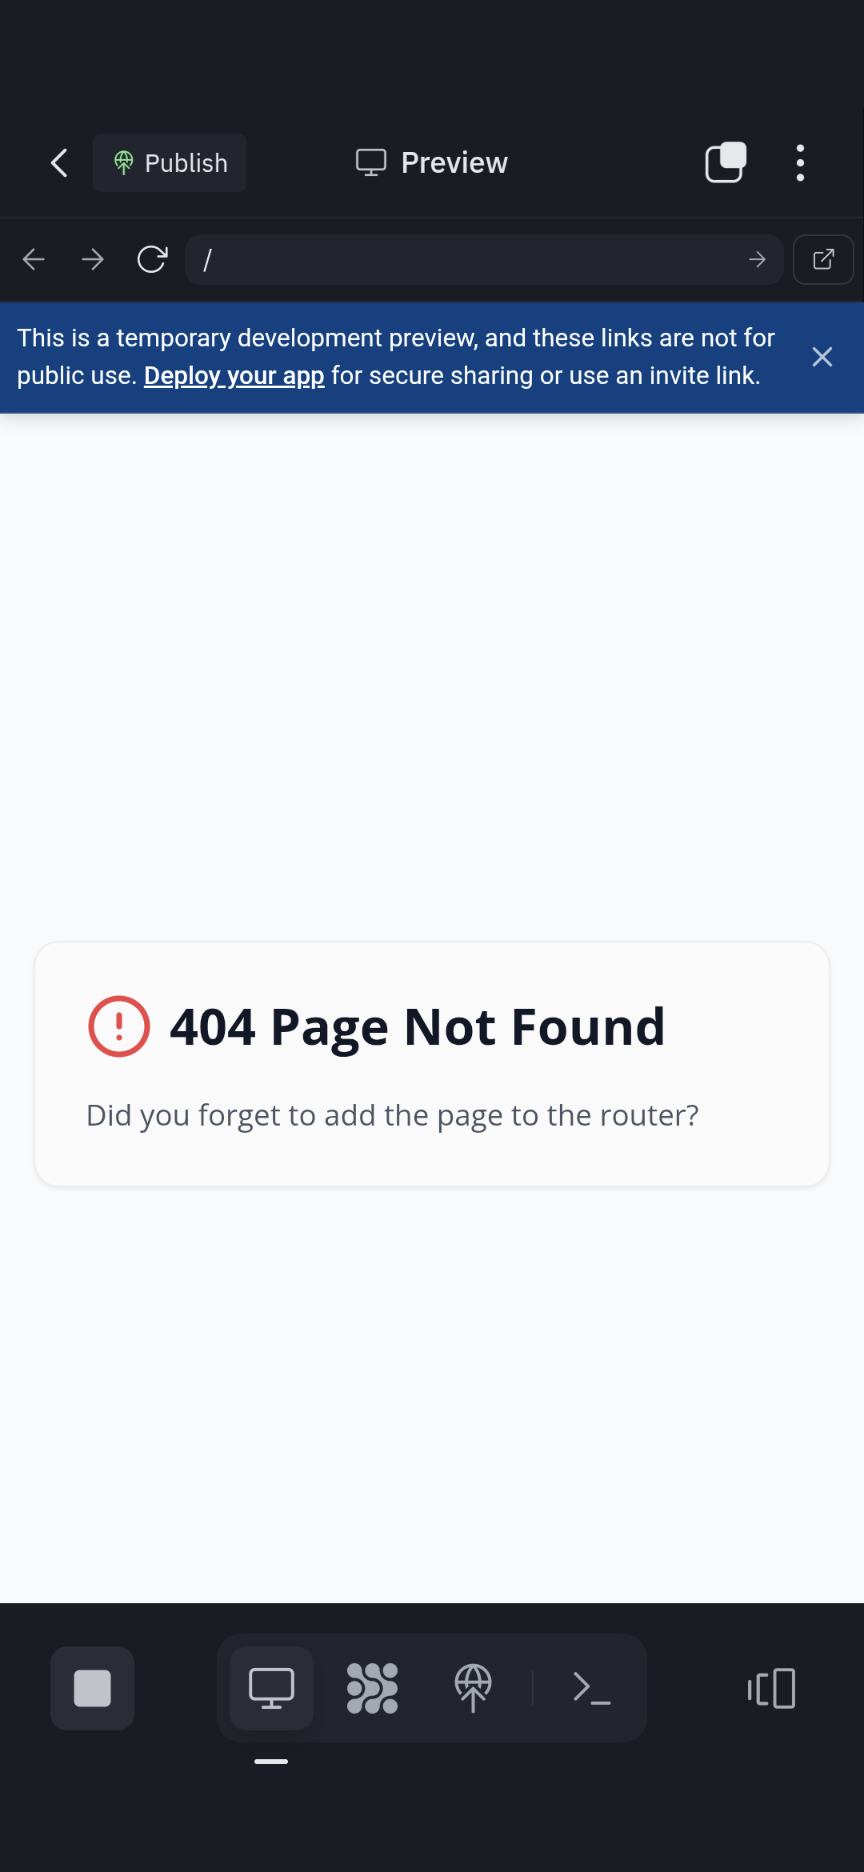 Publish
Preview
/
This is a temporary development preview, and these links are not for
public use. Deploy your app for secure sharing or use an invite link.
404 Page Not Found
Did you forget to add the page to the router?